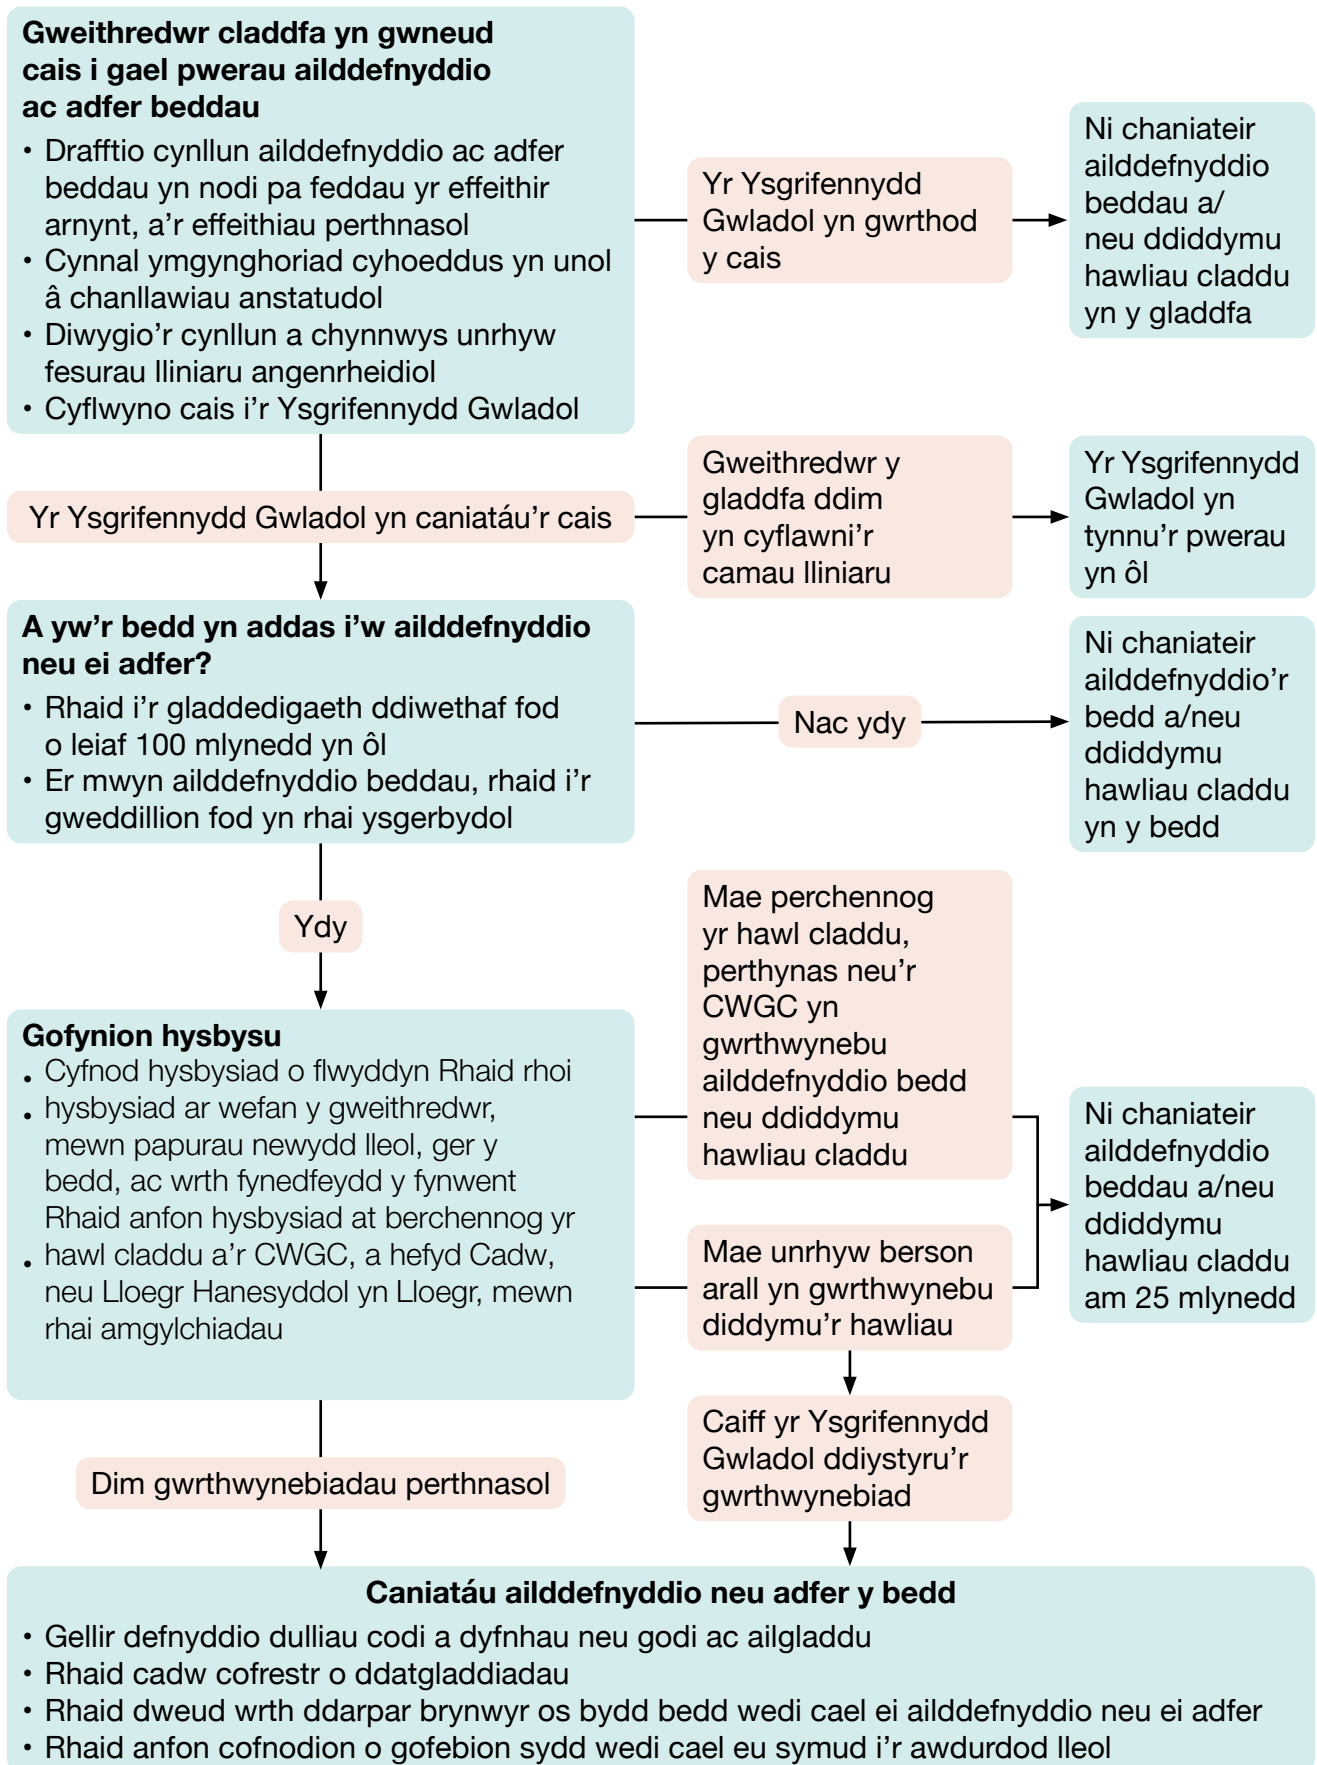 Gweithredwr claddfa yn gwneud
cais i gael pwerau ailddefnyddio
ac adfer beddau
• Drafftio cynllun ailddefnyddio ac adfer
beddau yn nodi pa feddau yr effeithir
arnynt, a’r effeithiau perthnasol
• Cynnal ymgynghoriad cyhoeddus yn unol
â chanllawiau anstatudol
• Diwygio’r cynllun a chynnwys unrhyw
fesurau lliniaru angenrheidiol
• Cyflwyno cais i’r Ysgrifennydd Gwladol
Yr Ysgrifennydd
Gwladol yn gwrthod
y cais
Ni chaniateir
ailddefnyddio
beddau a/
neu ddiddymu
hawliau claddu
yn y gladdfa
Yr Ysgrifennydd Gwladol yn caniatáu’r cais
Gweithredwr y
gladdfa ddim
yn cyflawni’r
camau lliniaru
Yr Ysgrifennydd
Gwladol yn
tynnu’r pwerau
yn ôl
A yw’r bedd yn addas i’w ailddefnyddio
neu ei adfer?
• Rhaid i’r gladdedigaeth ddiwethaf fod
o leiaf 100 mlynedd yn ôl
• Er mwyn ailddefnyddio beddau, rhaid i’r
gweddillion fod yn rhai ysgerbydol
Nac ydy
Ni chaniateir
ailddefnyddio’r
bedd a/neu
ddiddymu
hawliau claddu
yn y bedd
Ydy
Gofynion hysbysu
• Cyfnod hysbysiad o flwyddyn Rhaid rhoi
• hysbysiad ar wefan y gweithredwr,
mewn papurau newydd lleol, ger y
bedd, ac wrth fynedfeydd y fynwent
Rhaid anfon hysbysiad at berchennog yr
• hawl claddu a’r CWGC, a hefyd Cadw,
neu Lloegr Hanesyddol yn Lloegr, mewn
rhai amgylchiadau
Mae perchennog
yr hawl claddu,
perthynas neu’r
CWGC yn
gwrthwynebu
ailddefnyddio bedd
neu ddiddymu
hawliau claddu
Mae unrhyw berson
arall yn gwrthwynebu
diddymu’r hawliau
Ni chaniateir
ailddefnyddio
beddau a/neu
ddiddymu
hawliau claddu
am 25 mlynedd
Dim gwrthwynebiadau perthnasol
Caiff yr Ysgrifennydd
Gwladol ddiystyru’r
gwrthwynebiad
Caniatáu ailddefnyddio neu adfer y bedd
• Gellir defnyddio dulliau codi a dyfnhau neu godi ac ailgladdu
• Rhaid cadw cofrestr o ddatgladdiadau
• Rhaid dweud wrth ddarpar brynwyr os bydd bedd wedi cael ei ailddefnyddio neu ei adfer
• Rhaid anfon cofnodion o gofebion sydd wedi cael eu symud i’r awdurdod lleol